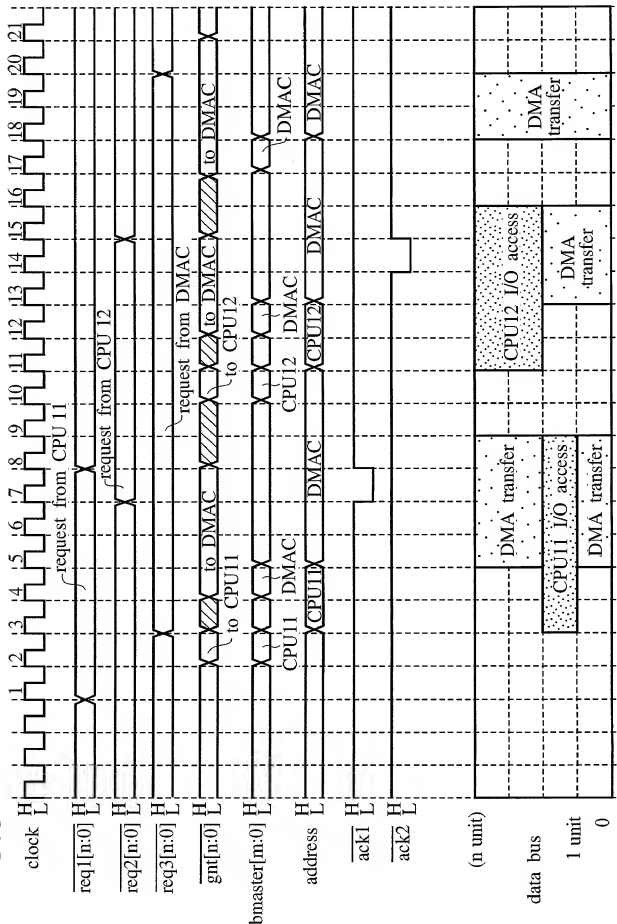 clock H L 1 2 3 4 5 6 7 8 9 10 11 12 13 14 15 16 17 18 19 20 21
request from CPU 11
req1[n:0] H L
request from CPU 12
req2[n:0] H L
request from DMAC
req3[n:0] H L
gnt[n:0] H L to DMAC to DMAC to DMAC
to CPU11 to CPU12
bmaster[m:0] H L
CPU11 DMAC CPU12 DMAC DMAC
address H L CPU11 DMAC CPU12 DMAC DMAC
ack1 H L
ack2 H L
(n unit)
data bus
1 unit
0
DMA transfer
CPU11 I/O access
DMA transfer
CPU12 I/O access
DMA
transfer
DMA
transfer